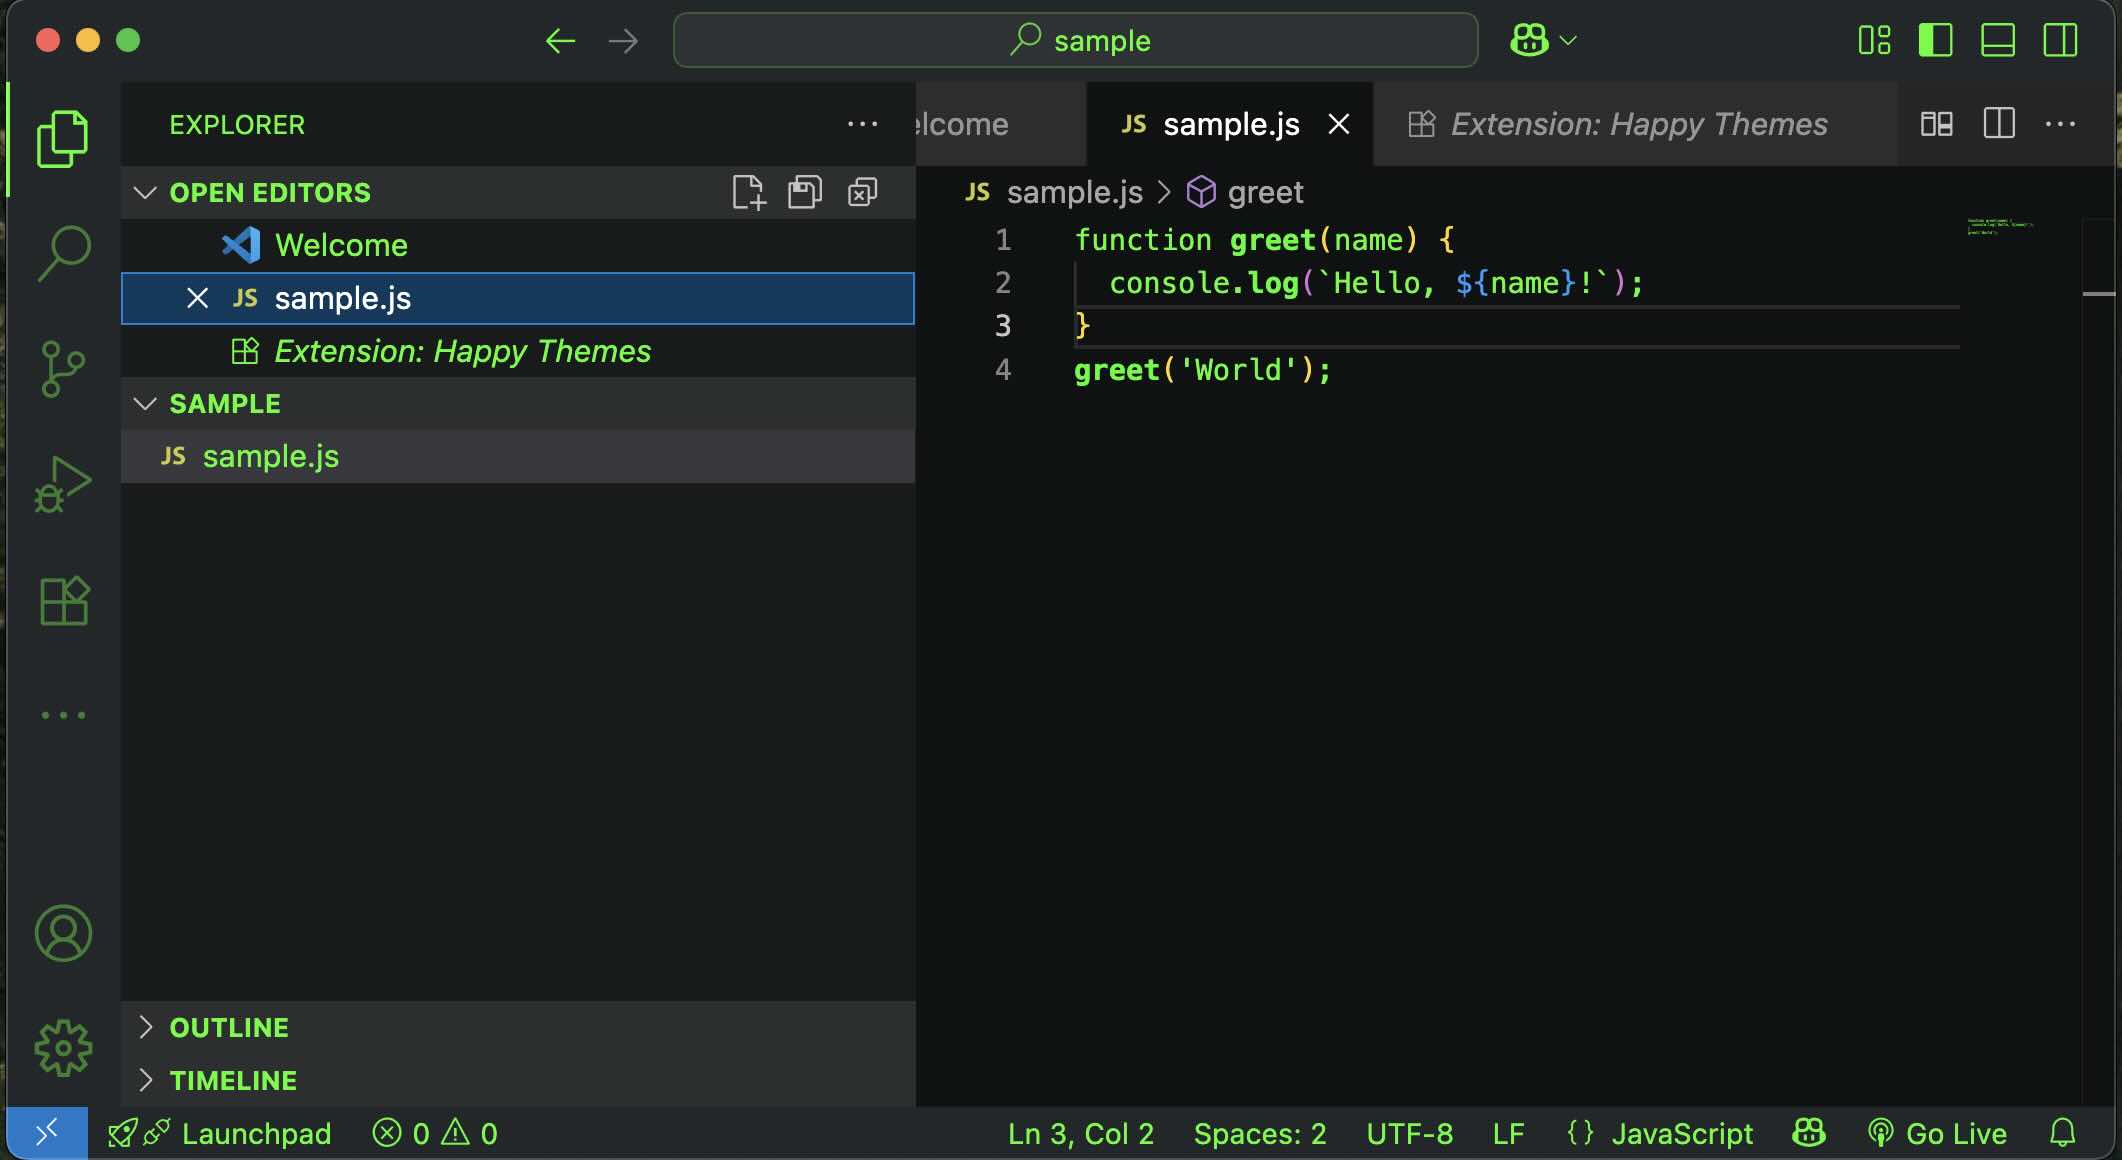 sample
EXPLORER
OPEN EDITORS
Welcome
JS sample.js
Extension: Happy Themes
SAMPLE
JS sample.js
OUTLINE
TIMELINE
elcome
JS sample.js
Extension: Happy Themes
JS sample.js > greet
1 function greet(name) {
2   console.log(`Hello, ${name}!`);
3 }
4 greet('World');
Launchpad 0 0 Ln 3, Col 2 Spaces: 2 UTF-8 LF {} JavaScript Go Live